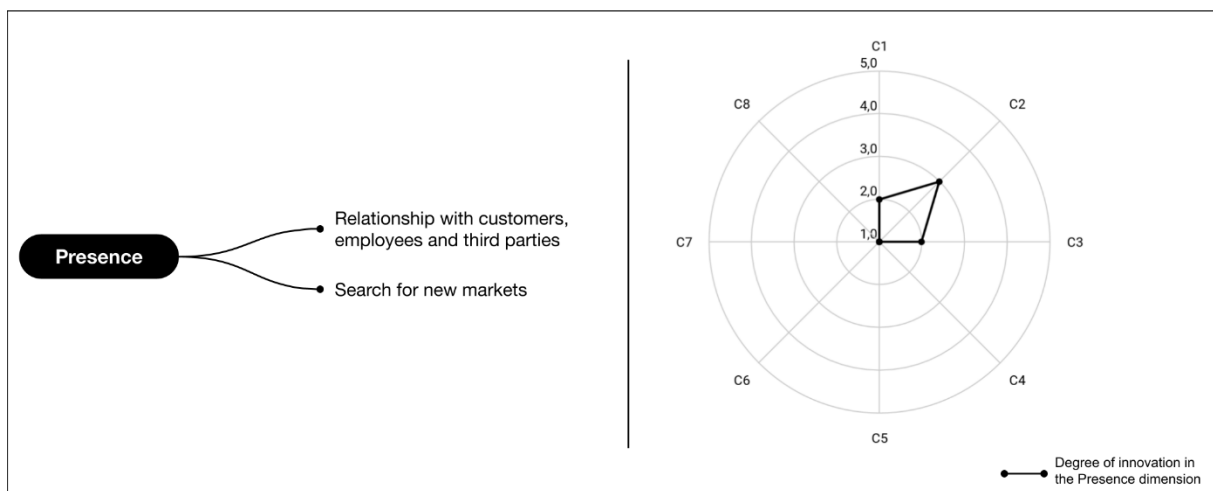 Presence
Relationship with customers,
employees and third parties
Search for new markets
C1
5,0
C8
C2
4,0
3,0
2,0
1,0
C7
C3
C6
C4
C5
Degree of innovation in
the Presence dimension